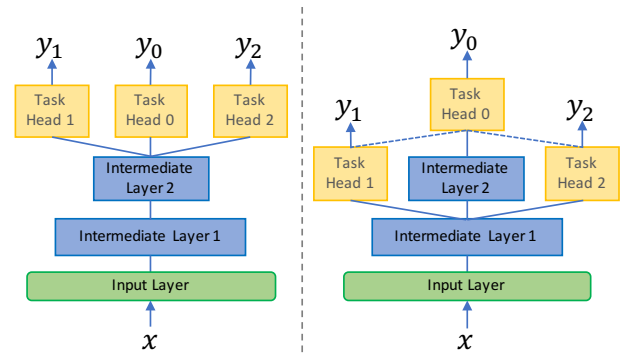 y₁ y₀ y₂
Task Head 1
Task Head 0
Task Head 2
Intermediate Layer 2
Intermediate Layer 1
Input Layer
x
y₀
Task Head 0
y₁ y₂
Task Head 1
Intermediate Layer 2
Task Head 2
Intermediate Layer 1
Input Layer
x